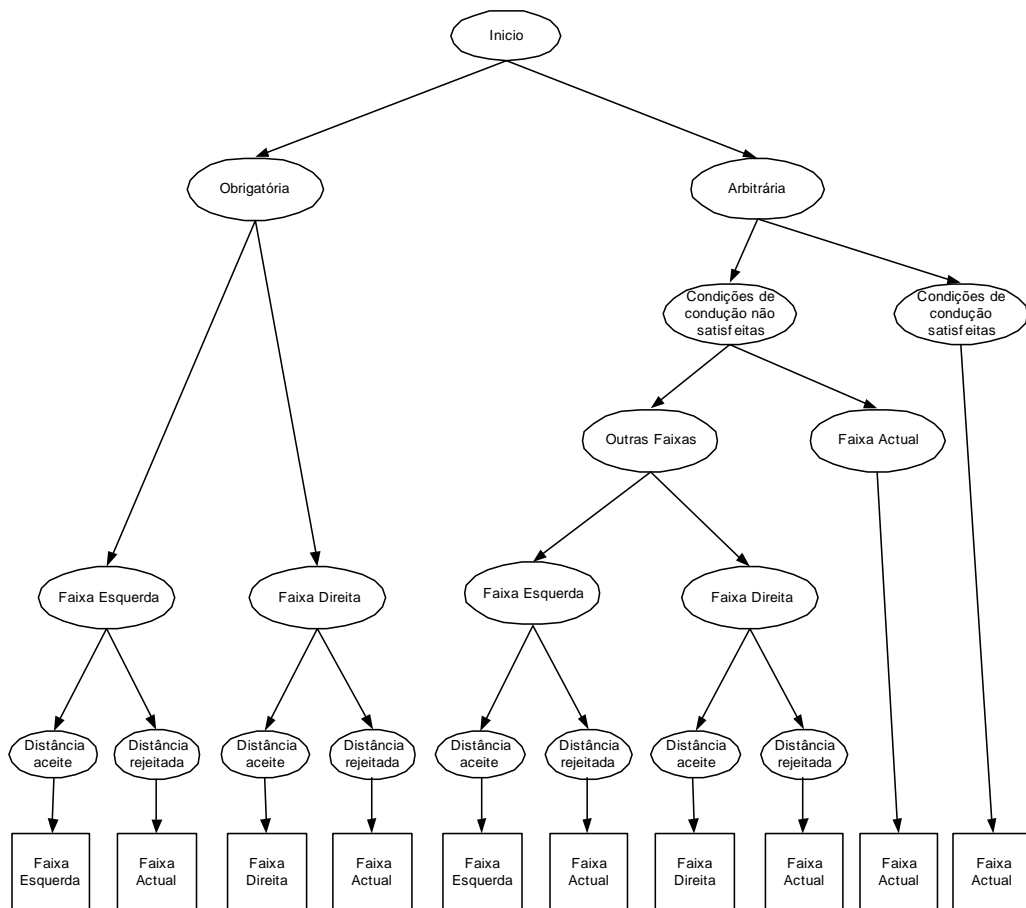 Inicio
Obrigatória
Arbitrária
Condições de
condução não
satisfeitas
Condições de
condução
satisfeitas
Outras Faixas
Faixa Actual
Faixa Esquerda
Faixa Direita
Faixa Esquerda
Faixa Direita
Distância
aceite
Distância
rejeitada
Distância
aceite
Distância
rejeitada
Distância
aceite
Distância
rejeitada
Distância
aceite
Distância
rejeitada
Faixa
Esquerda
Faixa
Actual
Faixa
Direita
Faixa
Actual
Faixa
Esquerda
Faixa
Actual
Faixa
Direita
Faixa
Actual
Faixa
Actual
Faixa
Actual